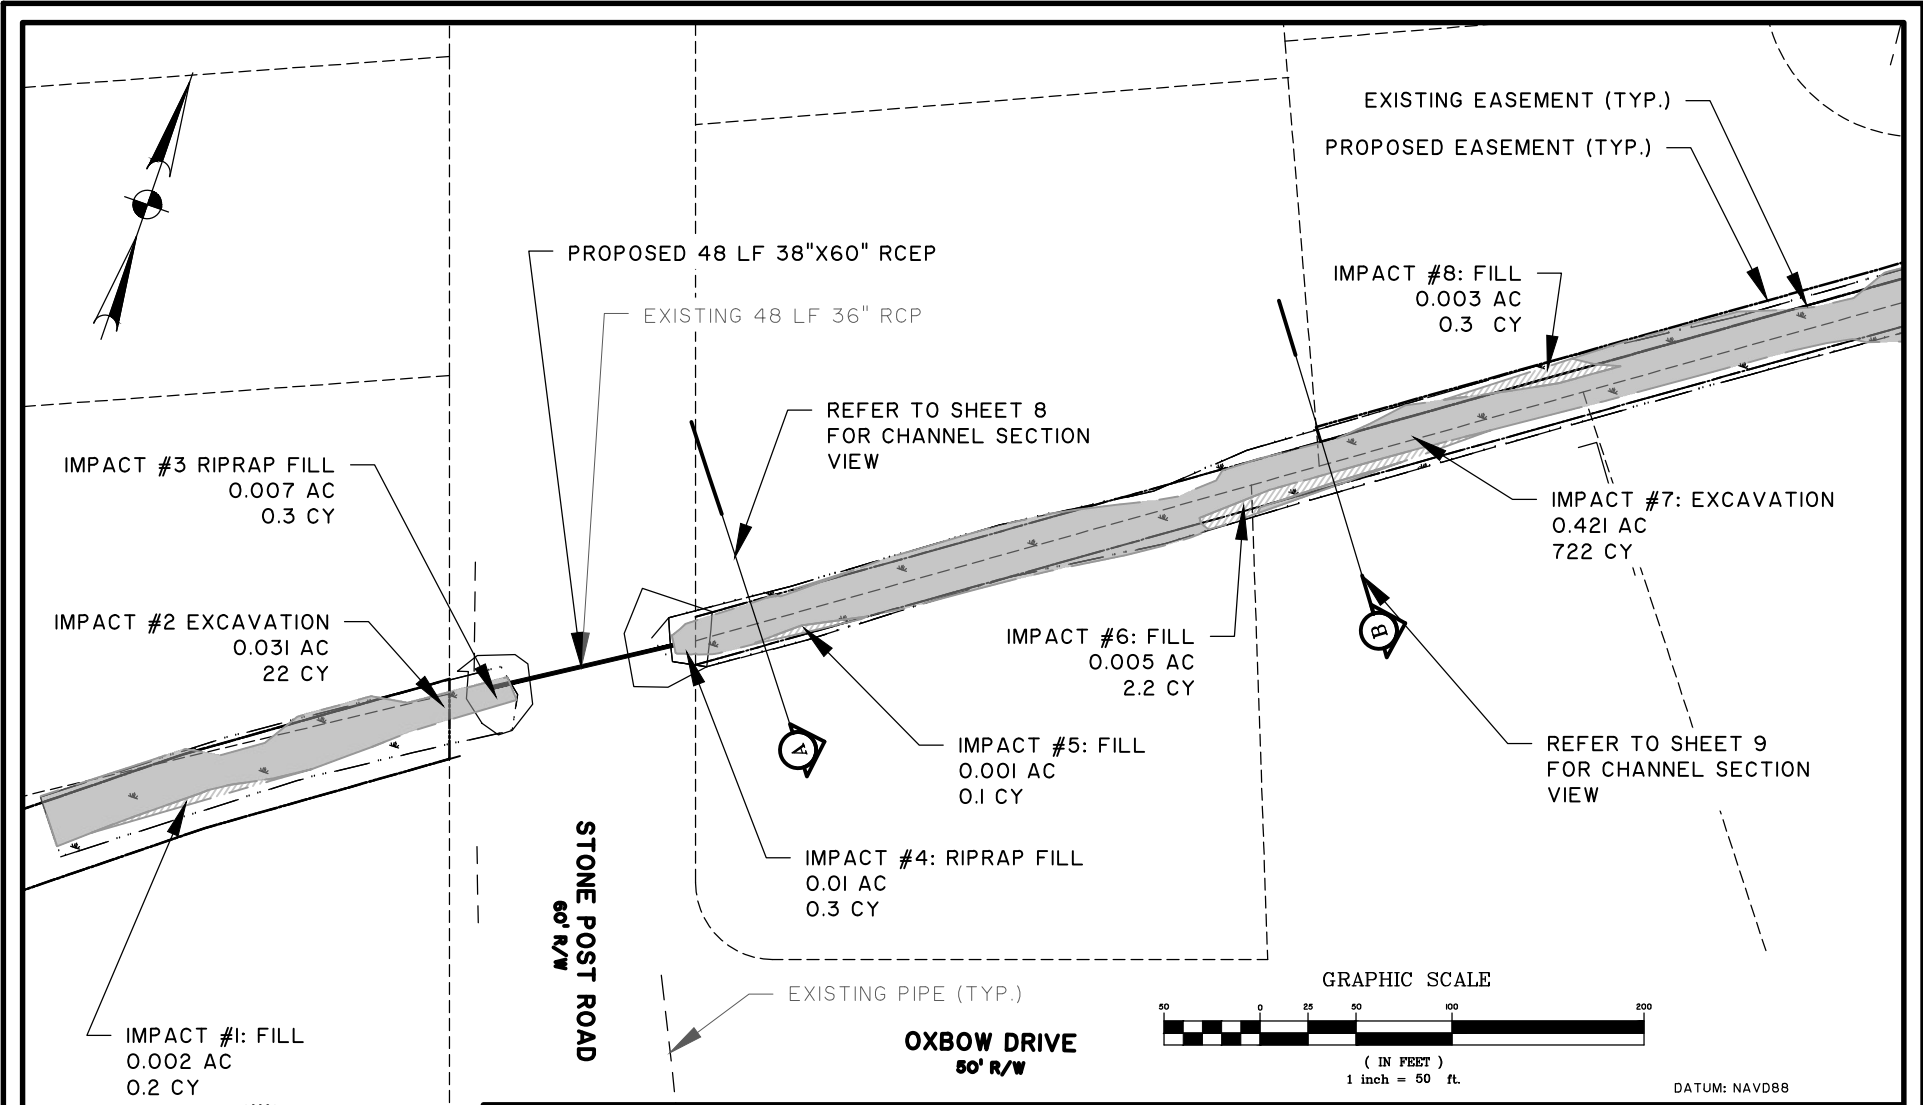 EXISTING EASEMENT (TYP.)
PROPOSED EASEMENT (TYP.)
PROPOSED 48 LF 38"X60" RCEP
EXISTING 48 LF 36" RCP
IMPACT #8: FILL
0.003 AC
0.3 CY
REFER TO SHEET 8
FOR CHANNEL SECTION
VIEW
IMPACT #3 RIPRAP FILL
0.007 AC
0.3 CY
IMPACT #7: EXCAVATION
0.421 AC
722 CY
IMPACT #2 EXCAVATION
0.031 AC
22 CY
IMPACT #6: FILL
0.005 AC
2.2 CY
B
A
IMPACT #5: FILL
0.001 AC
0.1 CY
REFER TO SHEET 9
FOR CHANNEL SECTION
VIEW
IMPACT #4: RIPRAP FILL
0.01 AC
0.3 CY
STONE POST ROAD
60' R/W
EXISTING PIPE (TYP.)
OXBOW DRIVE
50' R/W
IMPACT #1: FILL
0.002 AC
0.2 CY
GRAPHIC SCALE
50 0 25 50 100 200
( IN FEET )
1 inch = 50 ft.
DATUM: NAVD88